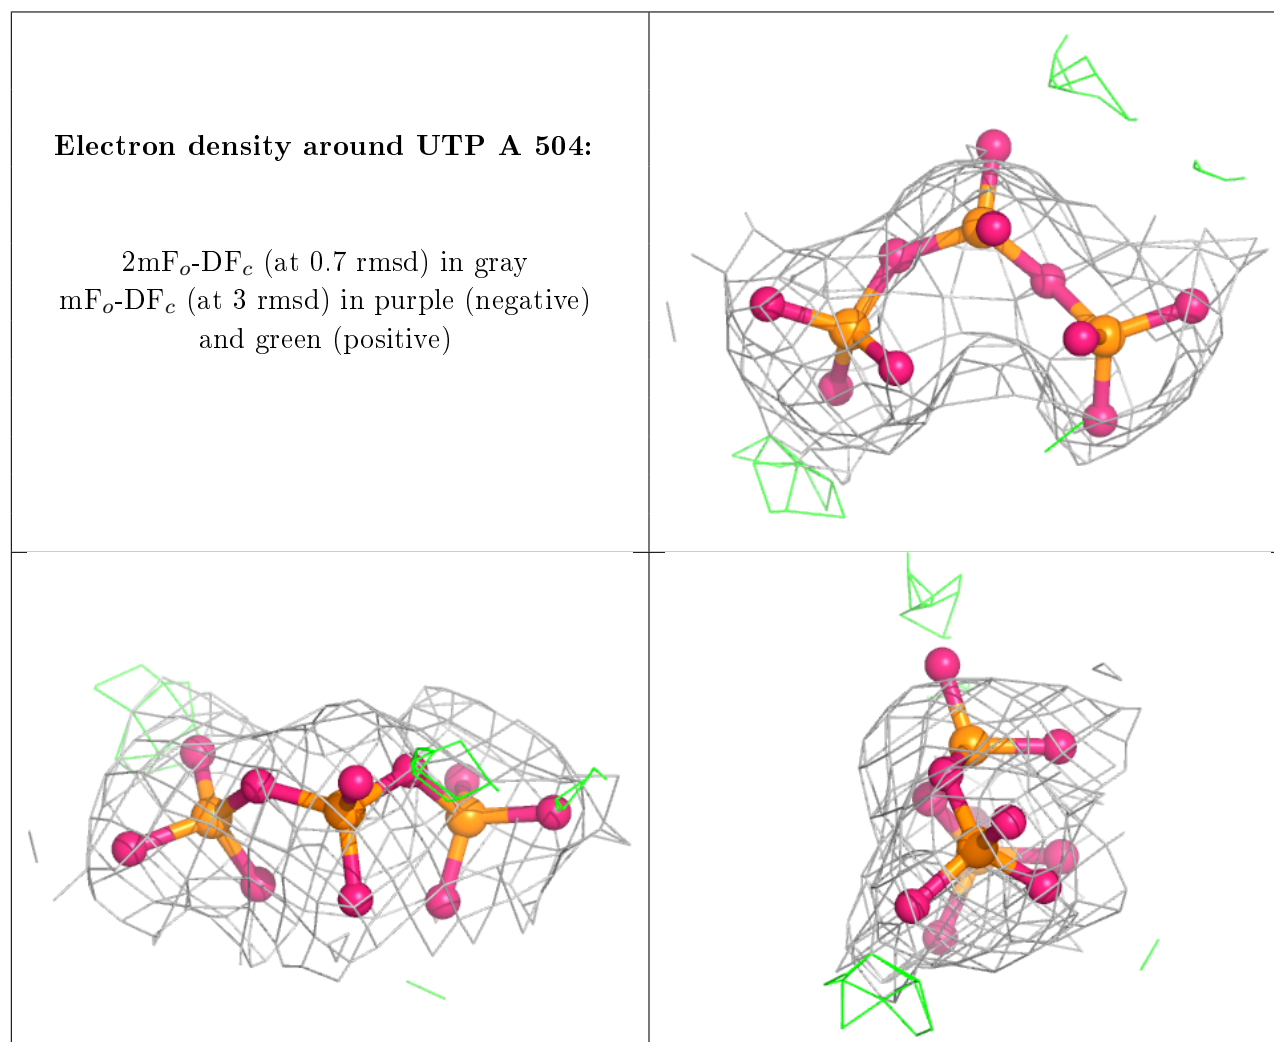 Electron density around UTP A 504:
2mFo-DFc (at 0.7 rmsd) in gray
mFo-DFc (at 3 rmsd) in purple (negative)
and green (positive)